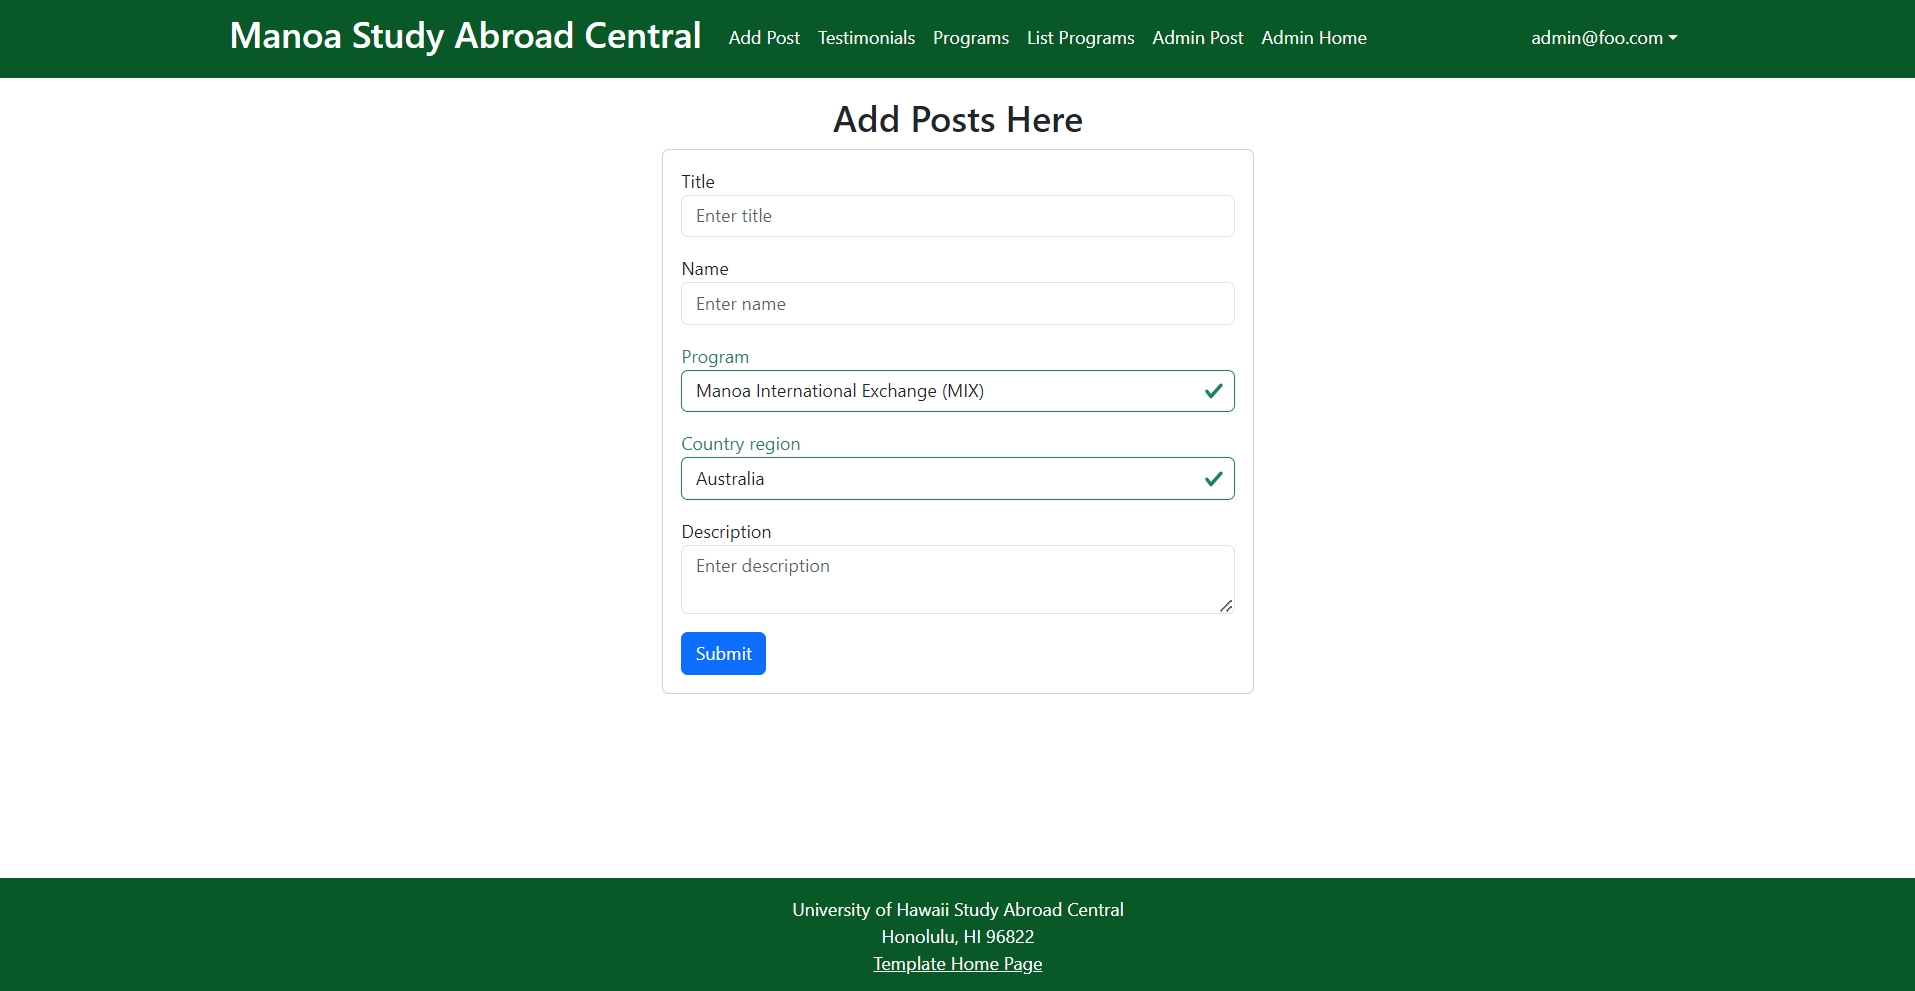 Manoa Study Abroad Central Add Post Testimonials Programs List Programs Admin Post Admin Home admin@foo.com
Add Posts Here
Title
Enter title
Name
Enter name
Program
Manoa International Exchange (MIX)
Country region
Australia
Description
Enter description
Submit
University of Hawaii Study Abroad Central
Honolulu, HI 96822
Template Home Page